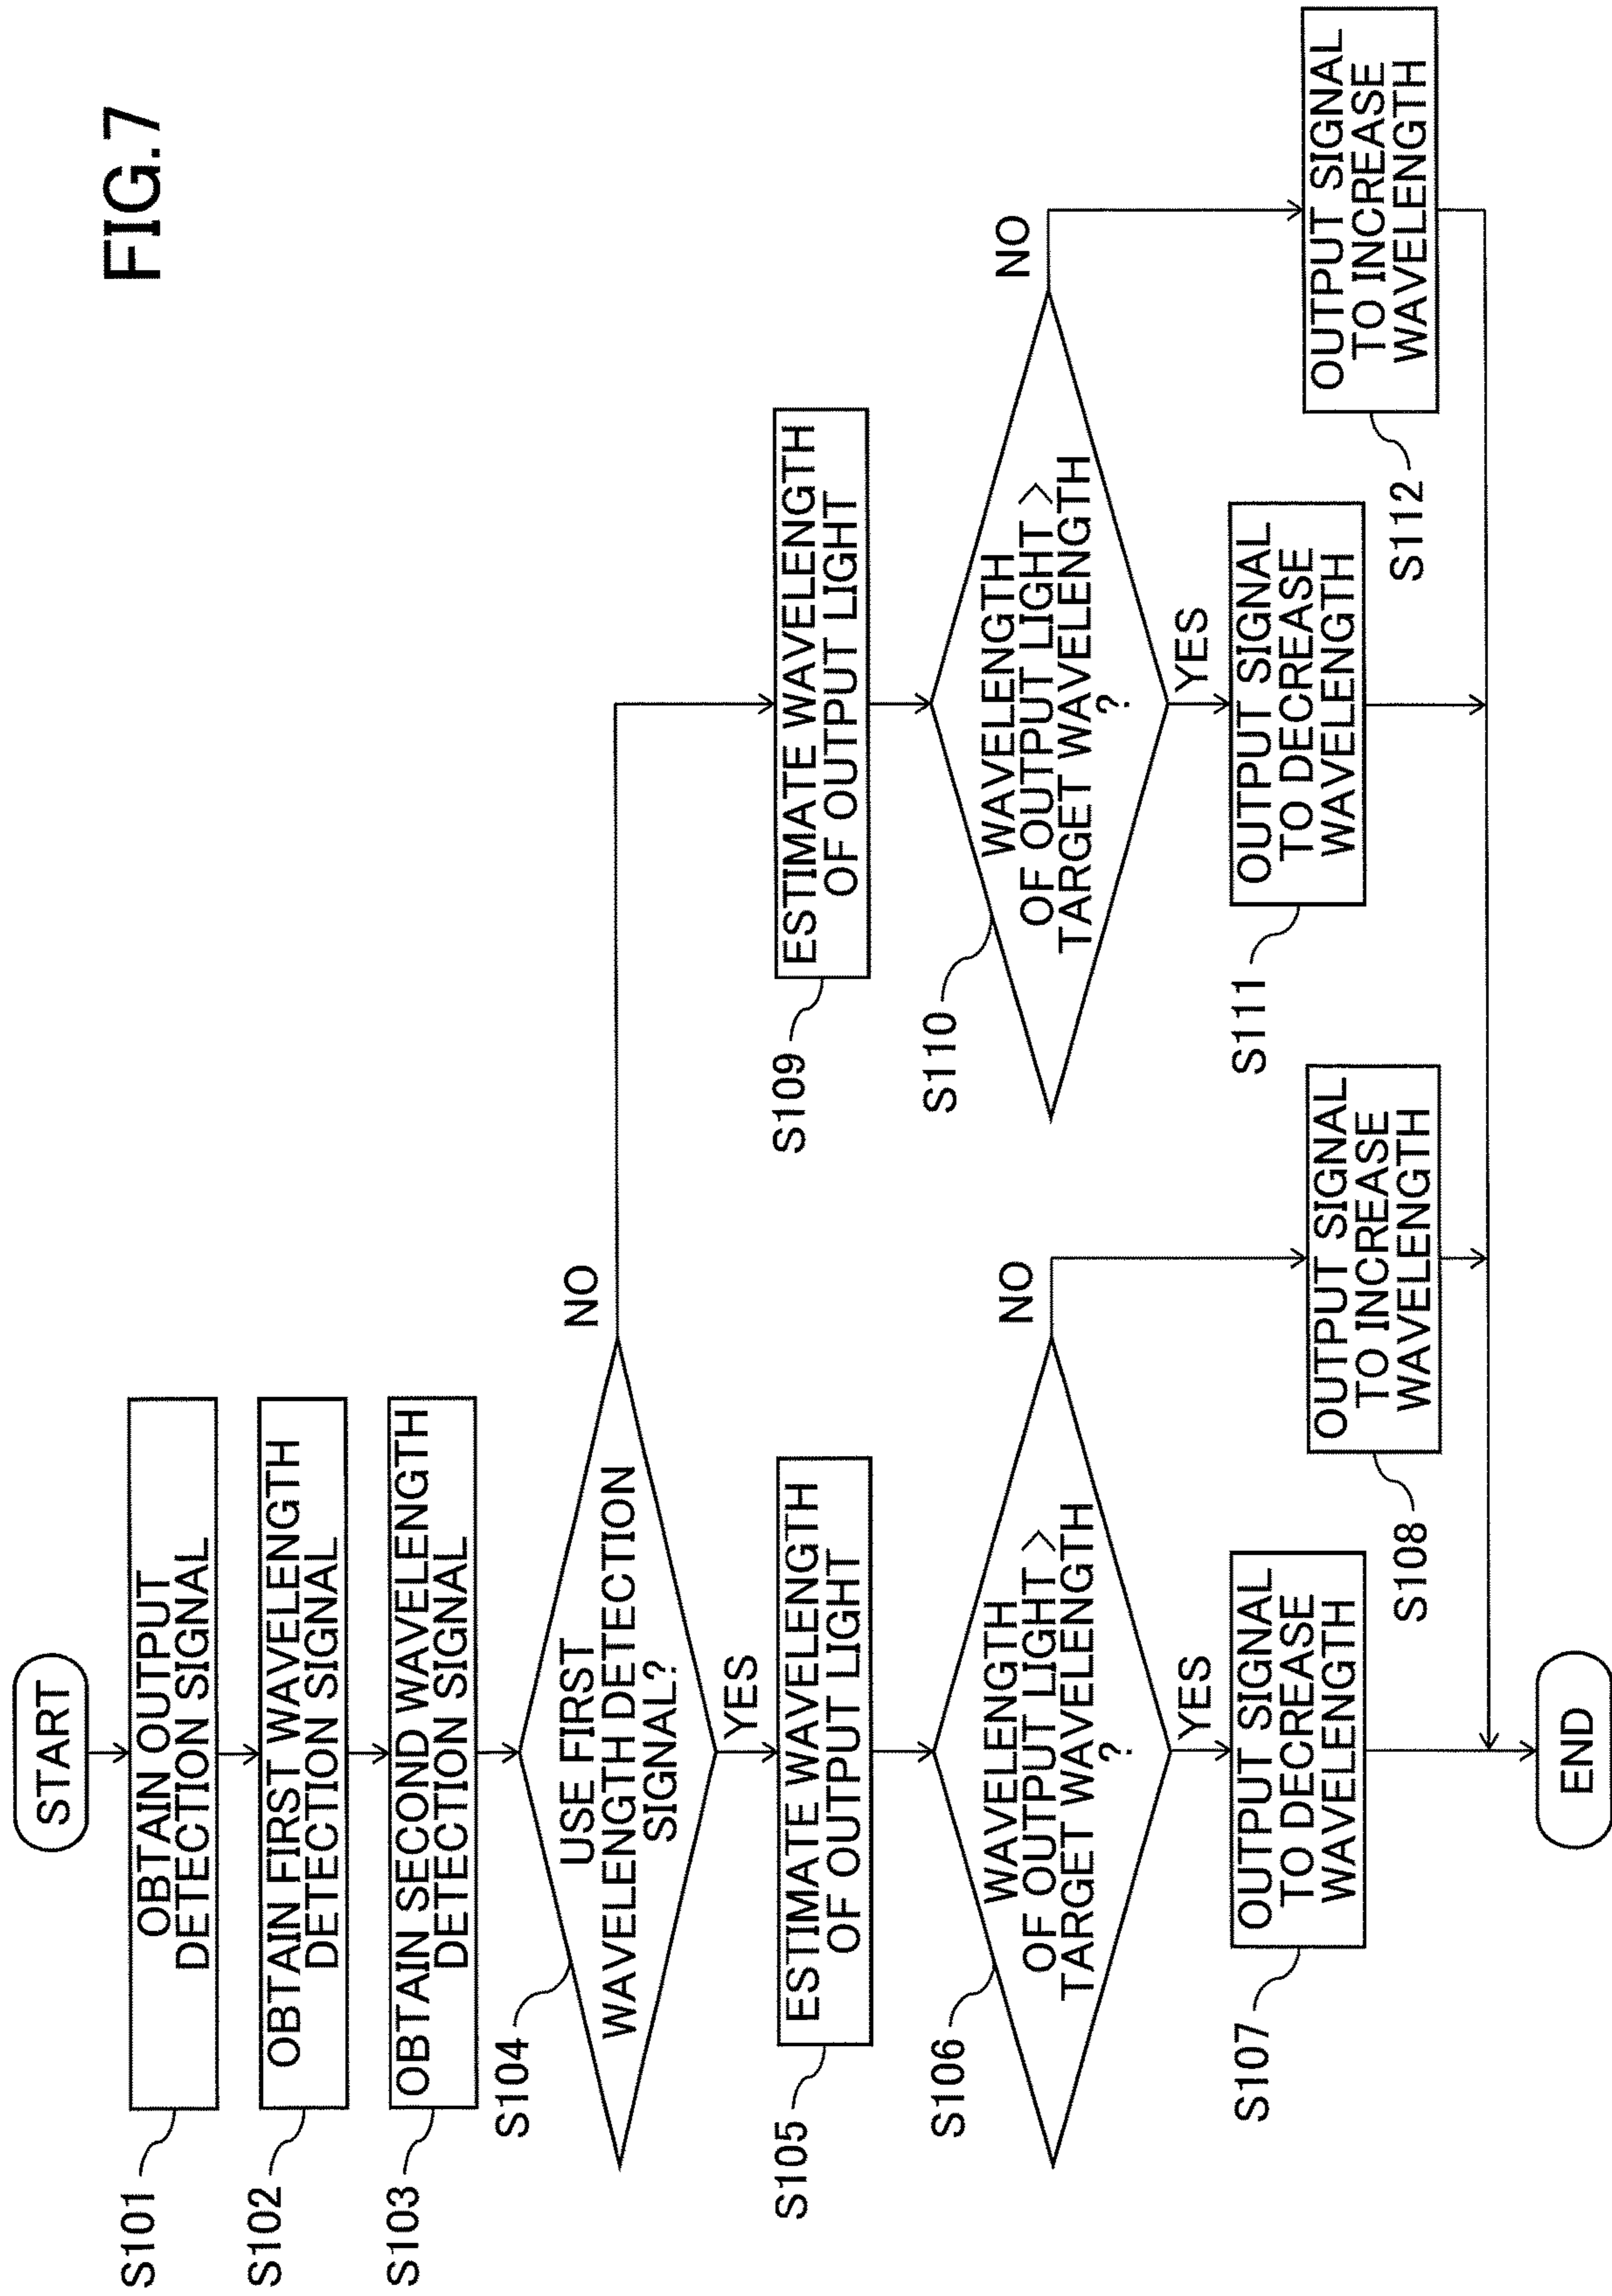 FIG.7
START
S101
OBTAIN OUTPUT
DETECTION SIGNAL
S102
OBTAIN FIRST WAVELENGTH
DETECTION SIGNAL
S103
OBTAIN SECOND WAVELENGTH
DETECTION SIGNAL
S104
USE FIRST
WAVELENGTH DETECTION
SIGNAL?
NO
YES
S105
ESTIMATE WAVELENGTH
OF OUTPUT LIGHT
S106
WAVELENGTH
OF OUTPUT LIGHT >
TARGET WAVELENGTH
?
NO
YES
S107
OUTPUT SIGNAL
TO DECREASE
WAVELENGTH
S108
OUTPUT SIGNAL
TO INCREASE
WAVELENGTH
S109
ESTIMATE WAVELENGTH
OF OUTPUT LIGHT
S110
WAVELENGTH
OF OUTPUT LIGHT >
TARGET WAVELENGTH
?
NO
YES
S111
OUTPUT SIGNAL
TO DECREASE
WAVELENGTH
S112
OUTPUT SIGNAL
TO INCREASE
WAVELENGTH
END